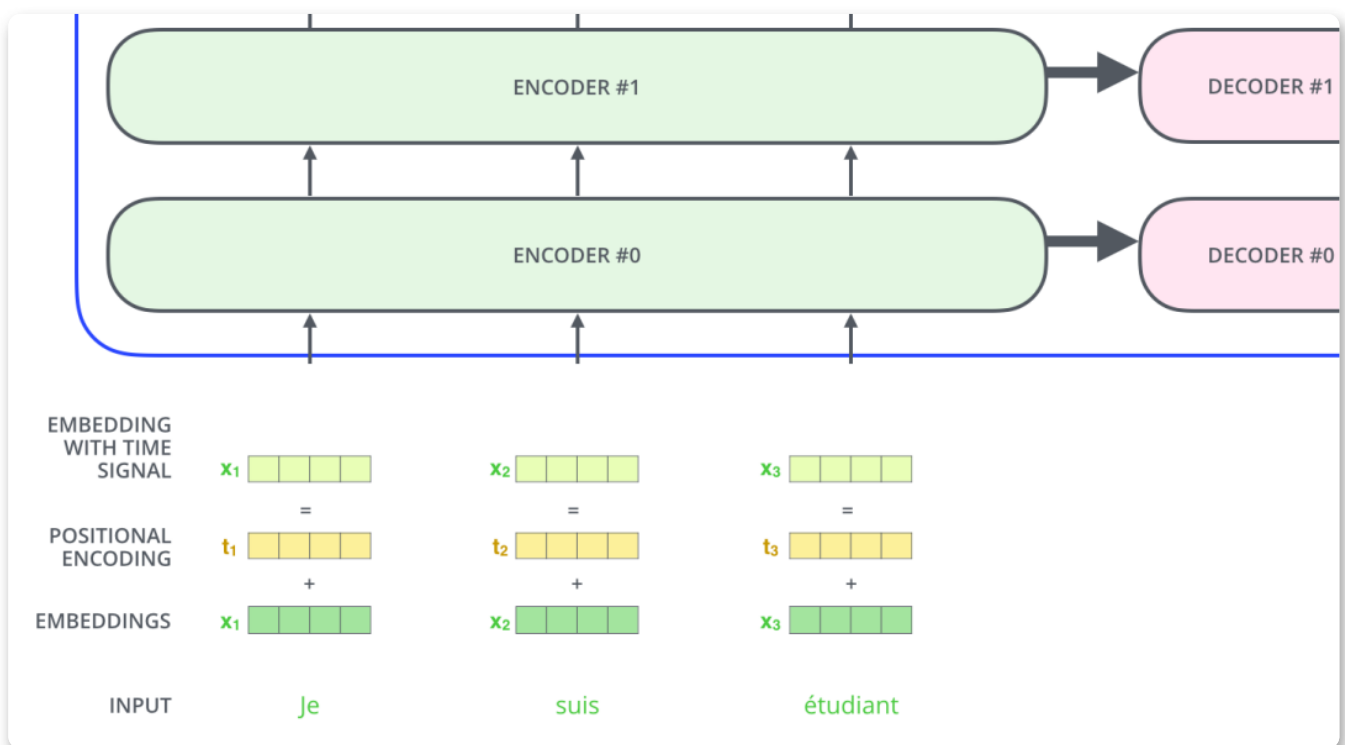 ENCODER #1
DECODER #1
ENCODER #0
DECODER #0
EMBEDDING
WITH TIME
SIGNAL
x₁ x₂ x₃
= = =
POSITIONAL
ENCODING
t₁ t₂ t₃
+ + +
EMBEDDINGS x₁ x₂ x₃
INPUT Je suis étudiant